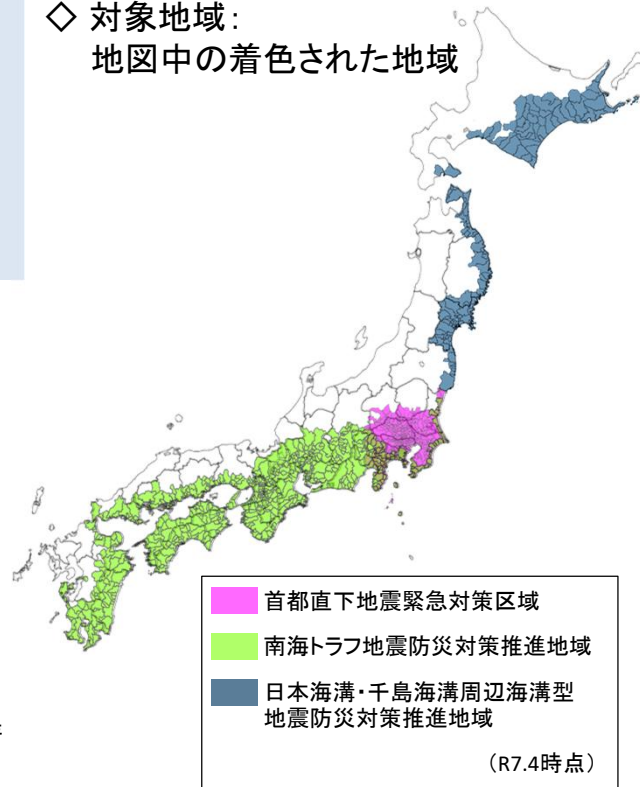 ◇ 対象地域：
地図中の着色された地域
首都直下地震緊急対策区域
南海トラフ地震防災対策推進地域
日本海溝・千島海溝周辺海溝型
地震防災対策推進地域
（R7.4時点）